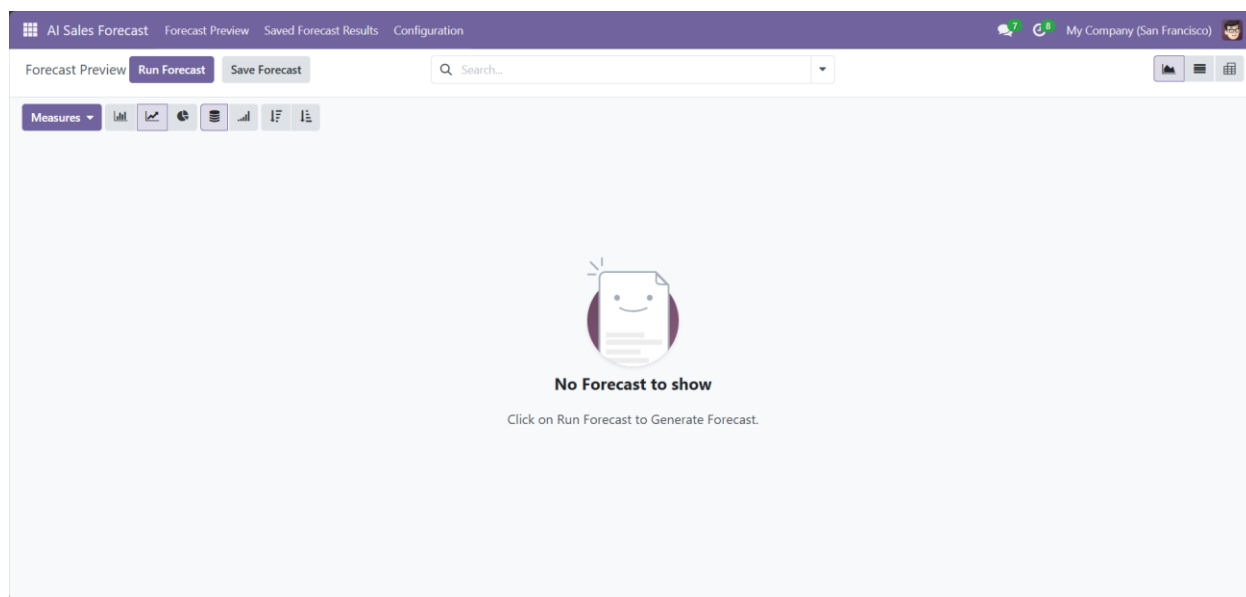 AI Sales Forecast Forecast Preview Saved Forecast Results Configuration 7 8 My Company (San Francisco)
Forecast Preview Run Forecast Save Forecast Search...
Measures
No Forecast to show
Click on Run Forecast to Generate Forecast.